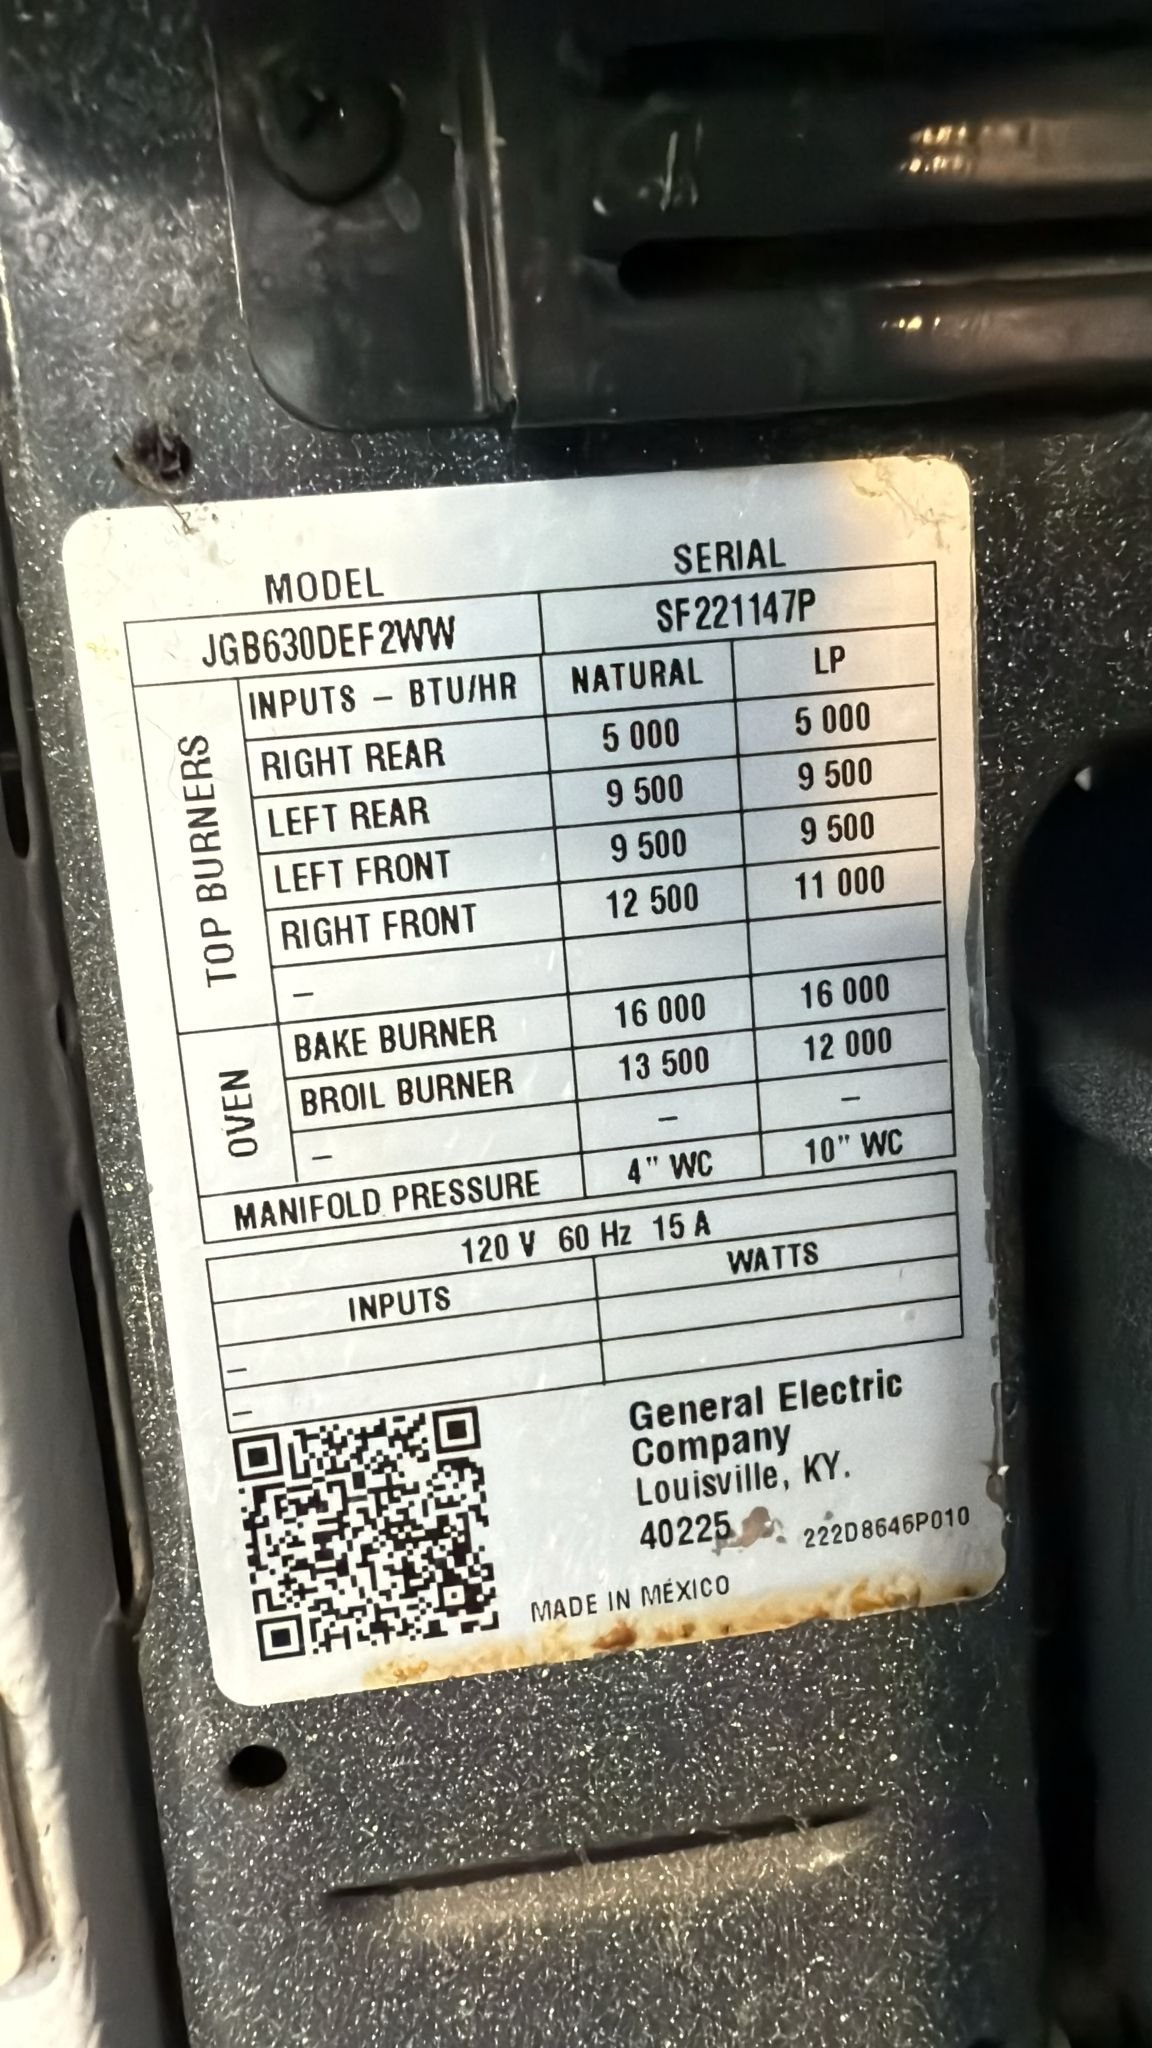 MODEL SERIAL
JGB630DEF2WW SF221147P
TOP BURNERS
INPUTS – BTU/HR NATURAL LP
RIGHT REAR 5 000 5 000
LEFT REAR 9 500 9 500
LEFT FRONT 9 500 9 500
RIGHT FRONT 12 500 11 000
–
OVEN
BAKE BURNER 16 000 16 000
BROIL BURNER 13 500 12 000
– – –
MANIFOLD PRESSURE 4" WC 10" WC
120 V 60 Hz 15 A
INPUTS WATTS
–
–
General Electric
Company
Louisville, KY.
40225 222D8646P010
MADE IN MÉXICO